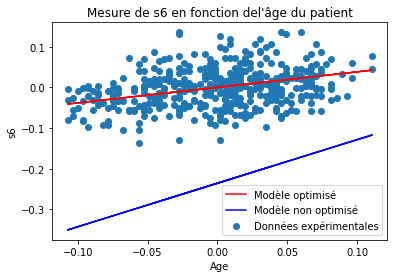 Mesure de s6 en fonction del'âge du patient
0.1
0.0
−0.1
−0.2
−0.3
s6
−0.10
−0.05
0.00
0.05
0.10
Age
Modèle optimisé
Modèle non optimisé
Données expérimentales